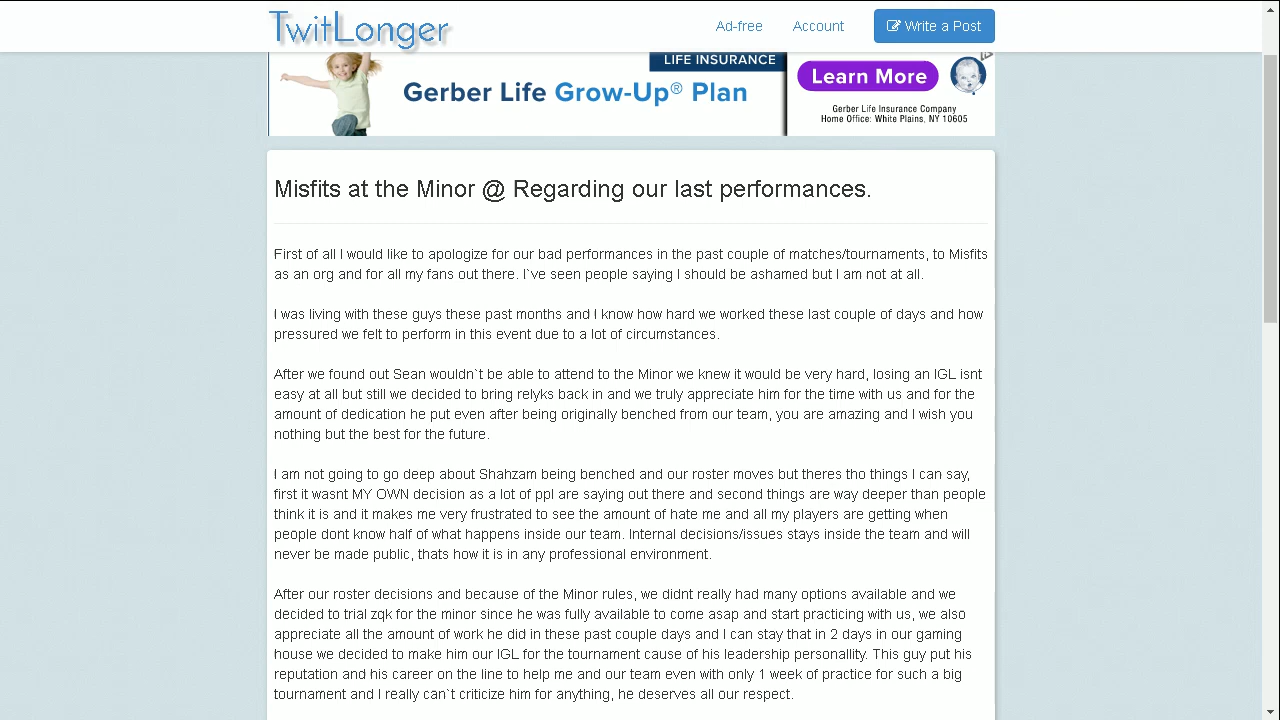 TwitLonger
Ad-free Account Write a Post
LIFE INSURANCE
Gerber Life Grow-Up® Plan
Learn More
Gerber Life Insurance Company
Home Office: White Plains, NY 10605
Misfits at the Minor @ Regarding our last performances.
First of all I would like to apologize for our bad performances in the past couple of matches/tournaments, to Misfits
as an org and for all my fans out there. I`ve seen people saying I should be ashamed but I am not at all.
I was living with these guys these past months and I know how hard we worked these last couple of days and how
pressured we felt to perform in this event due to a lot of circumstances.
After we found out Sean wouldn`t be able to attend to the Minor we knew it would be very hard, losing an IGL isnt
easy at all but still we decided to bring relyks back in and we truly appreciate him for the time with us and for the
amount of dedication he put even after being originally benched from our team, you are amazing and I wish you
nothing but the best for the future.
I am not going to go deep about Shahzam being benched and our roster moves but theres tho things I can say,
first it wasnt MY OWN decision as a lot of ppl are saying out there and second things are way deeper than people
think it is and it makes me very frustrated to see the amount of hate me and all my players are getting when
people dont know half of what happens inside our team. Internal decisions/issues stays inside the team and will
never be made public, thats how it is in any professional environment.
After our roster decisions and because of the Minor rules, we didnt really had many options available and we
decided to trial zqk for the minor since he was fully available to come asap and start practicing with us, we also
appreciate all the amount of work he did in these past couple days and I can stay that in 2 days in our gaming
house we decided to make him our IGL for the tournament cause of his leadership personallity. This guy put his
reputation and his career on the line to help me and our team even with only 1 week of practice for such a big
tournament and I really can`t criticize him for anything, he deserves all our respect.